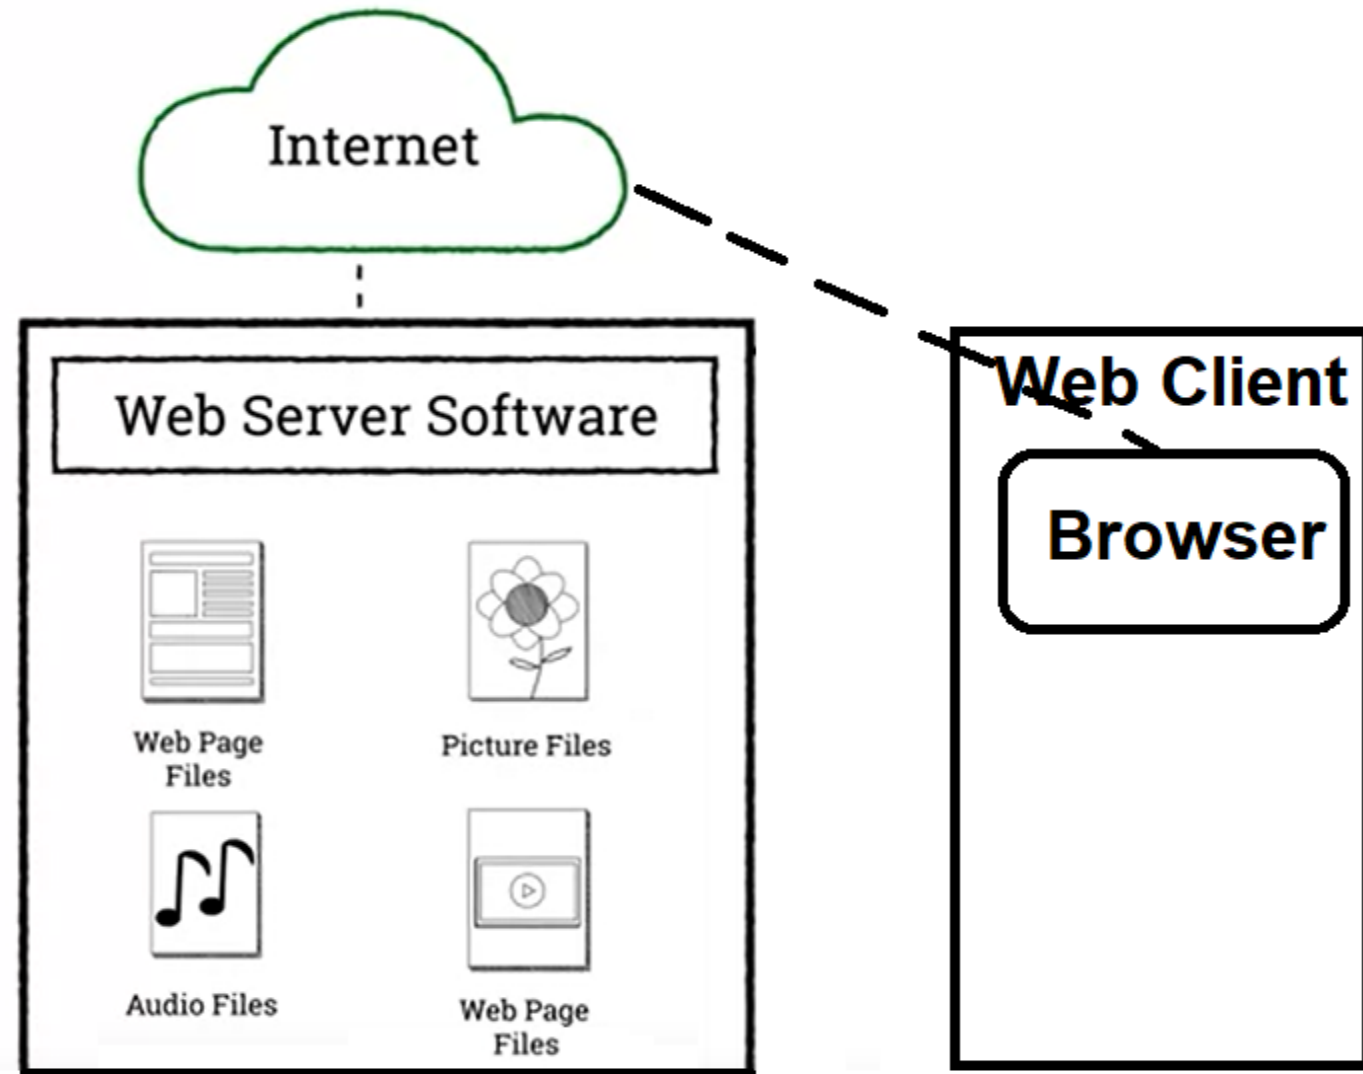 Internet
Web Server Software
Web Page
Files
Picture Files
Audio Files
Web Page
Files
Web Client
Browser